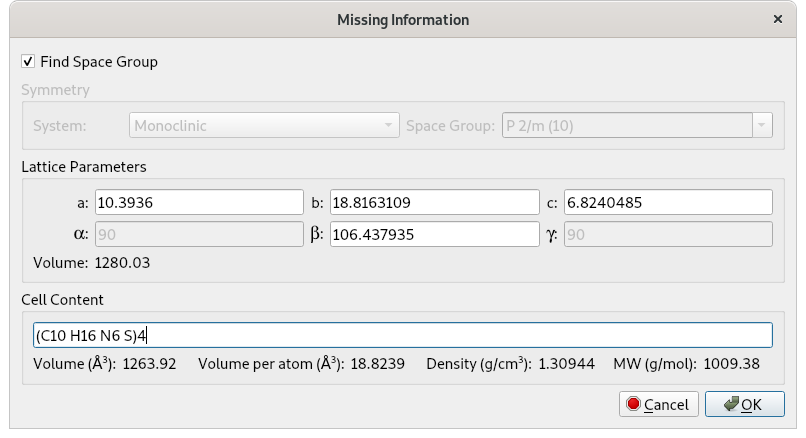 Missing Information ×
Find Space Group
Symmetry
System: Monoclinic Space Group: P 2/m (10)
Lattice Parameters
a: 10.3936 b: 18.8163109 c: 6.8240485
α: 90 β: 106.437935 γ: 90
Volume: 1280.03
Cell Content
(C10 H16 N6 S)4
Volume (Å³): 1263.92 Volume per atom (Å³): 18.8239 Density (g/cm³): 1.30944 MW (g/mol): 1009.38
Cancel OK